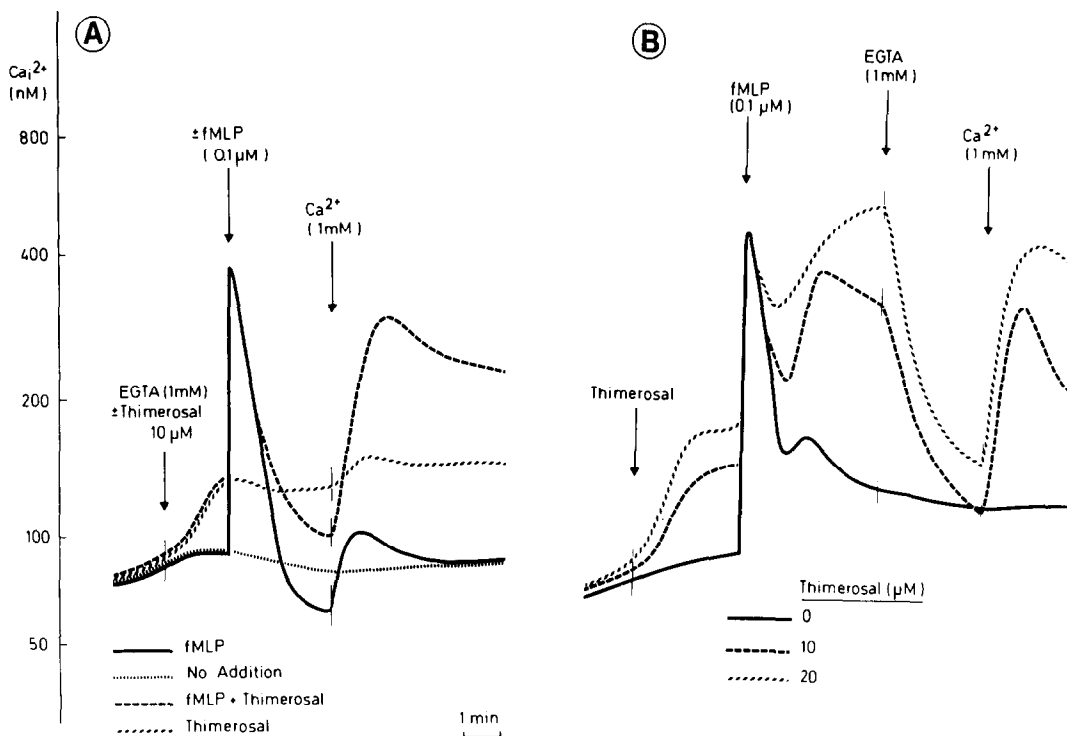 A
Cai2+
(nM)
800
400
200
100
50
± fMLP
(0.1 µM)
Ca2+
(1mM)
EGTA (1mM)
± Thimerosal
10 µM
fMLP
No Addition
fMLP + Thimerosal
Thimerosal
1 min
B
fMLP
(0.1 µM)
EGTA
(1mM)
Ca2+
(1mM)
Thimerosal
Thimerosal (µM)
0
10
20